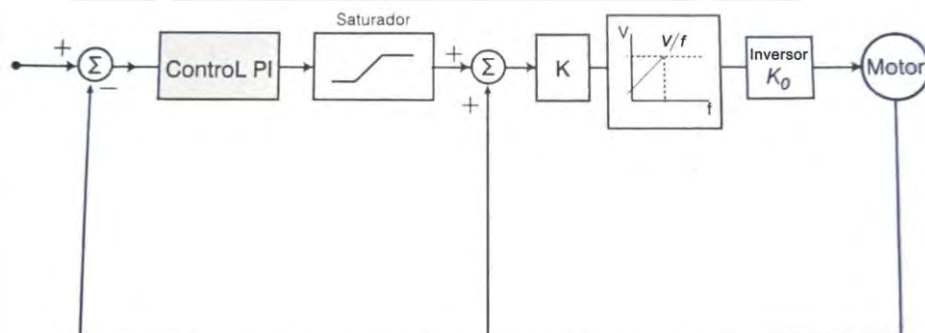 Saturador
+
Σ
−
ControL PI
+
Σ
+
K
V
V/f
f
Inversor
K₀
Motor